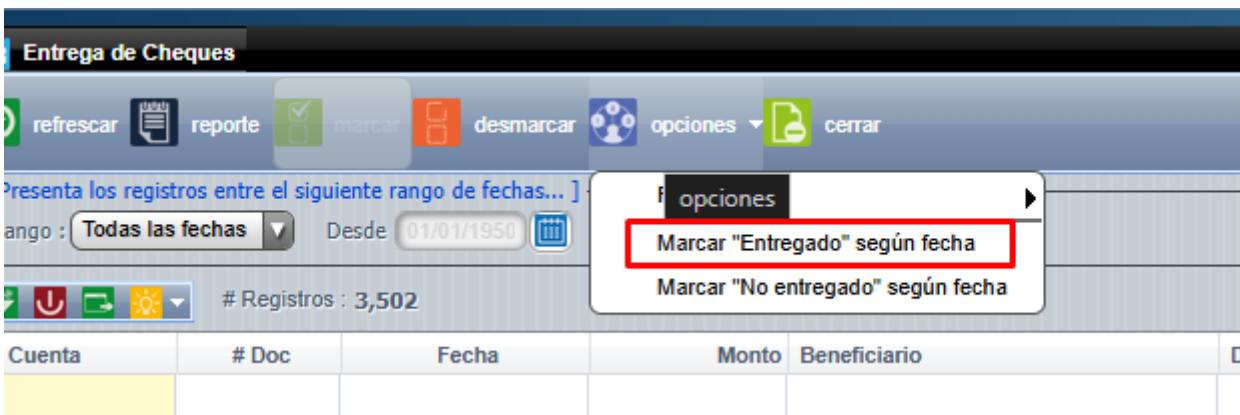 Entrega de Cheques
refrescar reporte marcar desmarcar opciones cerrar
Presenta los registros entre el siguiente rango de fechas... ]
ango : Todas las fechas Desde 01/01/1950
opciones
Marcar "Entregado" según fecha
Marcar "No entregado" según fecha
# Registros : 3,502
Cuenta # Doc Fecha Monto Beneficiario